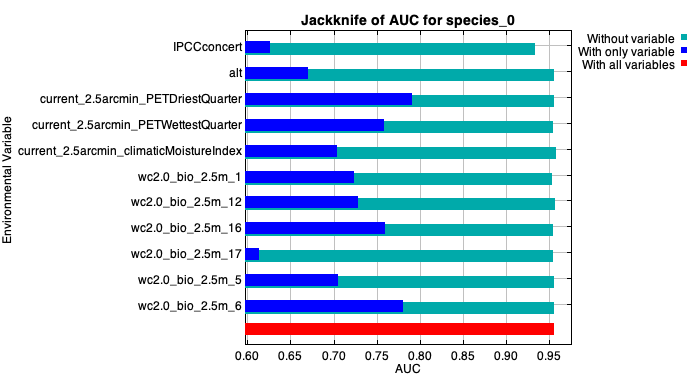 Jackknife of AUC for species_0
Without variable
With only variable
With all variables
Environmental Variable
IPCCconcert
alt
current_2.5arcmin_PETDriestQuarter
current_2.5arcmin_PETWettestQuarter
current_2.5arcmin_climaticMoistureIndex
wc2.0_bio_2.5m_1
wc2.0_bio_2.5m_12
wc2.0_bio_2.5m_16
wc2.0_bio_2.5m_17
wc2.0_bio_2.5m_5
wc2.0_bio_2.5m_6
0.60 0.65 0.70 0.75 0.80 0.85 0.90 0.95
AUC